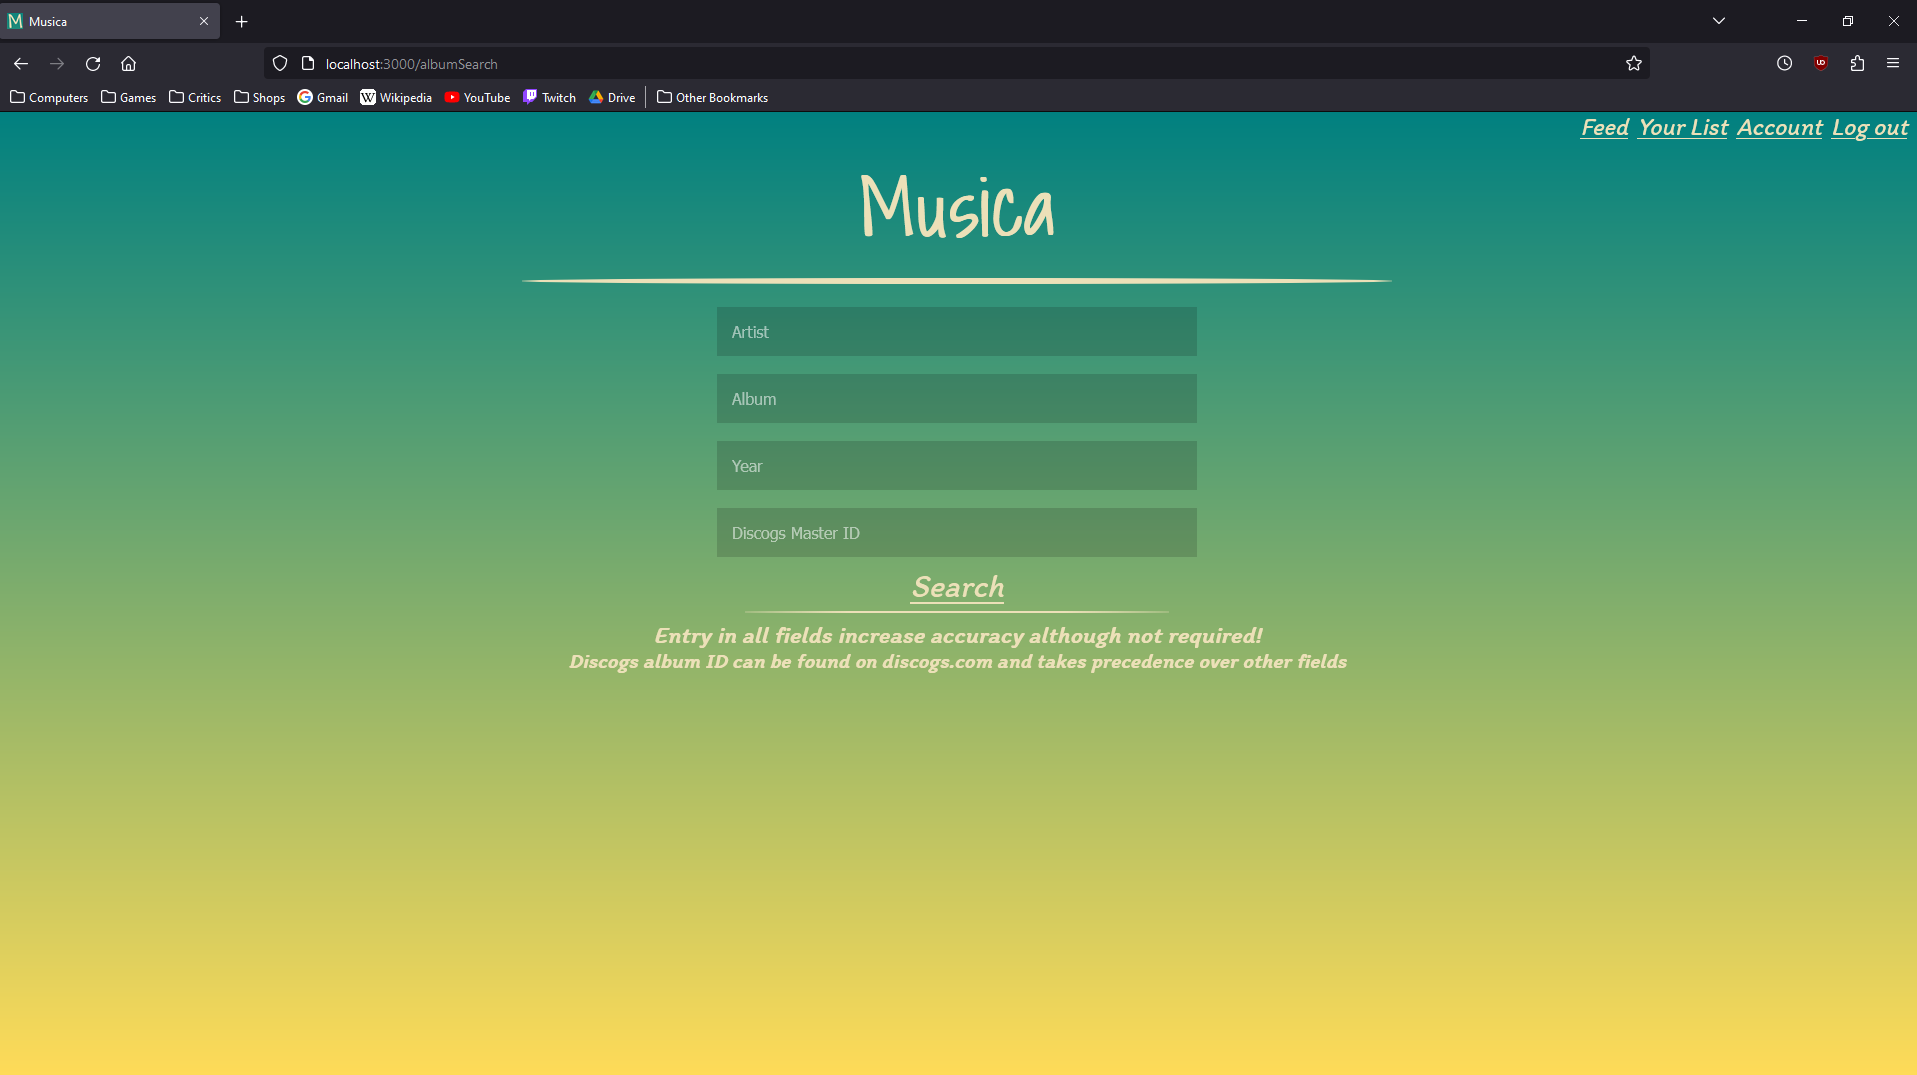 Musica
localhost:3000/albumSearch
Computers Games Critics Shops Gmail Wikipedia YouTube Twitch Drive Other Bookmarks
Feed Your List Account Log out
Musica
Artist
Album
Year
Discogs Master ID
Search
Entry in all fields increase accuracy although not required!
Discogs album ID can be found on discogs.com and takes precedence over other fields